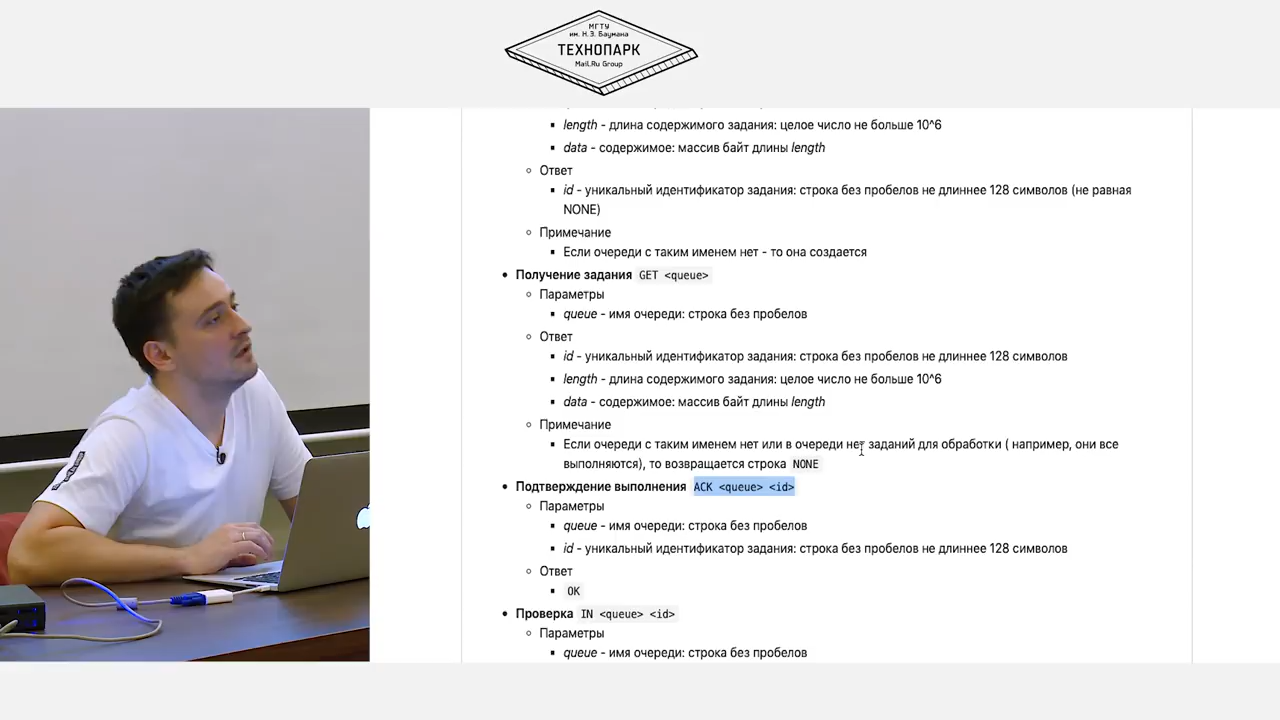 МГТУ
им. Н.Э. Баумана
ТЕХНОПАРК
Mail.Ru Group
length - длина содержимого задания: целое число не больше 10^6
data - содержимое: массив байт длины length
Ответ
id - уникальный идентификатор задания: строка без пробелов не длиннее 128 символов (не равная
NONE)
Примечание
Если очереди с таким именем нет - то она создается
Получение задания GET <queue>
Параметры
queue - имя очереди: строка без пробелов
Ответ
id - уникальный идентификатор задания: строка без пробелов не длиннее 128 символов
length - длина содержимого задания: целое число не больше 10^6
data - содержимое: массив байт длины length
Примечание
Если очереди с таким именем нет или в очереди нет заданий для обработки ( например, они все
выполняются), то возвращается строка NONE
Подтверждение выполнения ACK <queue> <id>
Параметры
queue - имя очереди: строка без пробелов
id - уникальный идентификатор задания: строка без пробелов не длиннее 128 символов
Ответ
OK
Проверка IN <queue> <id>
Параметры
queue - имя очереди: строка без пробелов